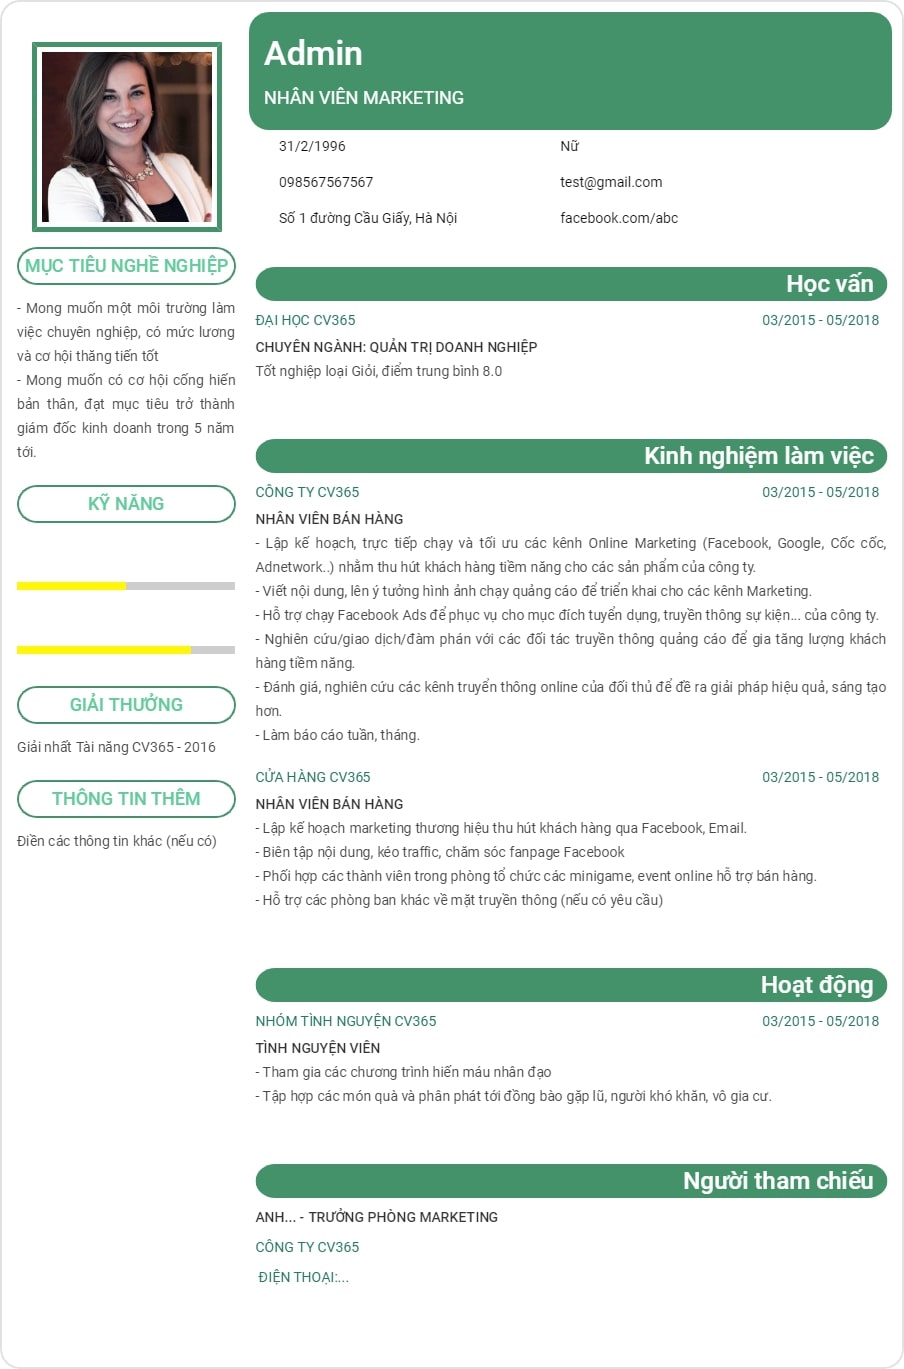 Admin
NHÂN VIÊN MARKETING
31/2/1996
Nữ
098567567567
test@gmail.com
Số 1 đường Cầu Giấy, Hà Nội
facebook.com/abc
MỤC TIÊU NGHỀ NGHIỆP
- Mong muốn một môi trường làm
việc chuyên nghiệp, có mức lương
và cơ hội thăng tiến tốt
- Mong muốn có cơ hội cống hiến
bản thân, đạt mục tiêu trở thành
giám đốc kinh doanh trong 5 năm
tới.
KỸ NĂNG
GIẢI THƯỞNG
Giải nhất Tài năng CV365 - 2016
THÔNG TIN THÊM
Điền các thông tin khác (nếu có)
Học vấn
ĐẠI HỌC CV365
03/2015 - 05/2018
CHUYÊN NGÀNH: QUẢN TRỊ DOANH NGHIỆP
Tốt nghiệp loại Giỏi, điểm trung bình 8.0
Kinh nghiệm làm việc
CÔNG TY CV365
03/2015 - 05/2018
NHÂN VIÊN BÁN HÀNG
- Lập kế hoạch, trực tiếp chạy và tối ưu các kênh Online Marketing (Facebook, Google, Cốc cốc,
Adnetwork..) nhằm thu hút khách hàng tiềm năng cho các sản phẩm của công ty.
- Viết nội dung, lên ý tưởng hình ảnh chạy quảng cáo để triển khai cho các kênh Marketing.
- Hỗ trợ chạy Facebook Ads để phục vụ cho mục đích tuyển dụng, truyền thông sự kiện... của công ty.
- Nghiên cứu/giao dịch/đàm phán với các đối tác truyền thông quảng cáo để gia tăng lượng khách
hàng tiềm năng.
- Đánh giá, nghiên cứu các kênh truyển thông online của đối thủ để đề ra giải pháp hiệu quả, sáng tạo
hơn.
- Làm báo cáo tuần, tháng.
CỬA HÀNG CV365
03/2015 - 05/2018
NHÂN VIÊN BÁN HÀNG
- Lập kế hoạch marketing thương hiệu thu hút khách hàng qua Facebook, Email.
- Biên tập nội dung, kéo traffic, chăm sóc fanpage Facebook
- Phối hợp các thành viên trong phòng tổ chức các minigame, event online hỗ trợ bán hàng.
- Hỗ trợ các phòng ban khác về mặt truyền thông (nếu có yêu cầu)
Hoạt động
NHÓM TÌNH NGUYỆN CV365
03/2015 - 05/2018
TÌNH NGUYỆN VIÊN
- Tham gia các chương trình hiến máu nhân đạo
- Tập hợp các món quà và phân phát tới đồng bào gặp lũ, người khó khăn, vô gia cư.
Người tham chiếu
ANH... - TRƯỞNG PHÒNG MARKETING
CÔNG TY CV365
ĐIỆN THOẠI:...